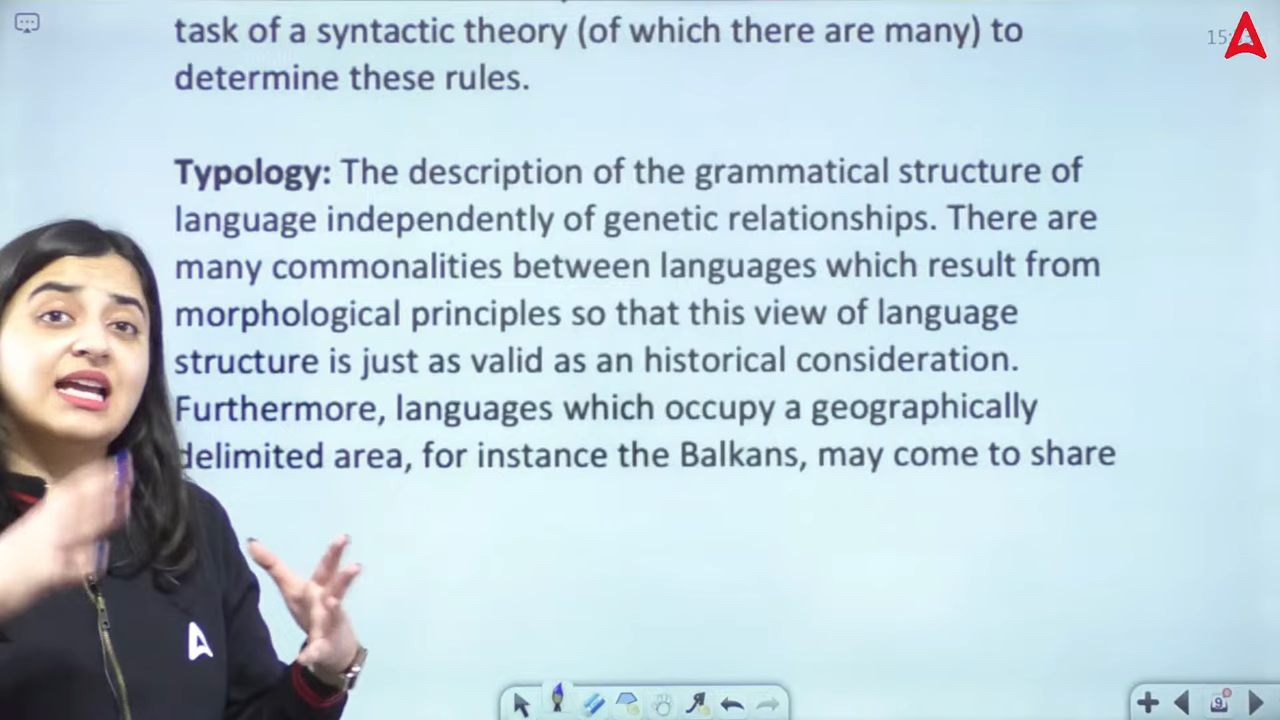 task of a syntactic theory (of which there are many) to
determine these rules.
Typology: The description of the grammatical structure of
language independently of genetic relationships. There are
many commonalities between languages which result from
morphological principles so that this view of language
structure is just as valid as an historical consideration.
Furthermore, languages which occupy a geographically
delimited area, for instance the Balkans, may come to share